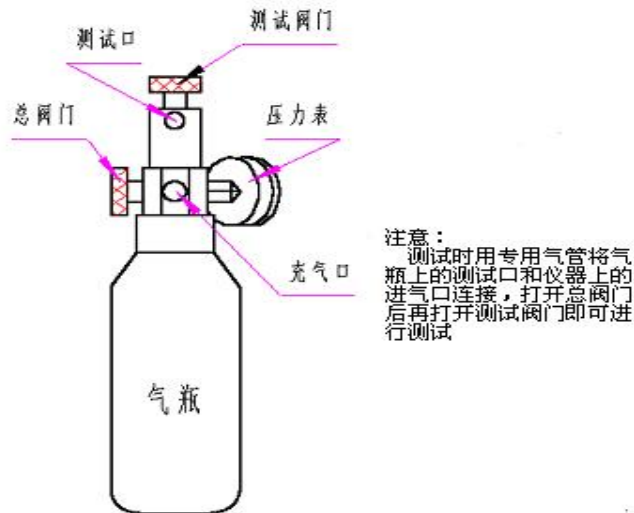 测试阀门
测试口
总阀门
压力表
充气口
气瓶
注意：
测试时用专用气管将气
瓶上的测试口和仪器上的
进气口连接，打开总阀门
后再打开测试阀门即可进
行测试